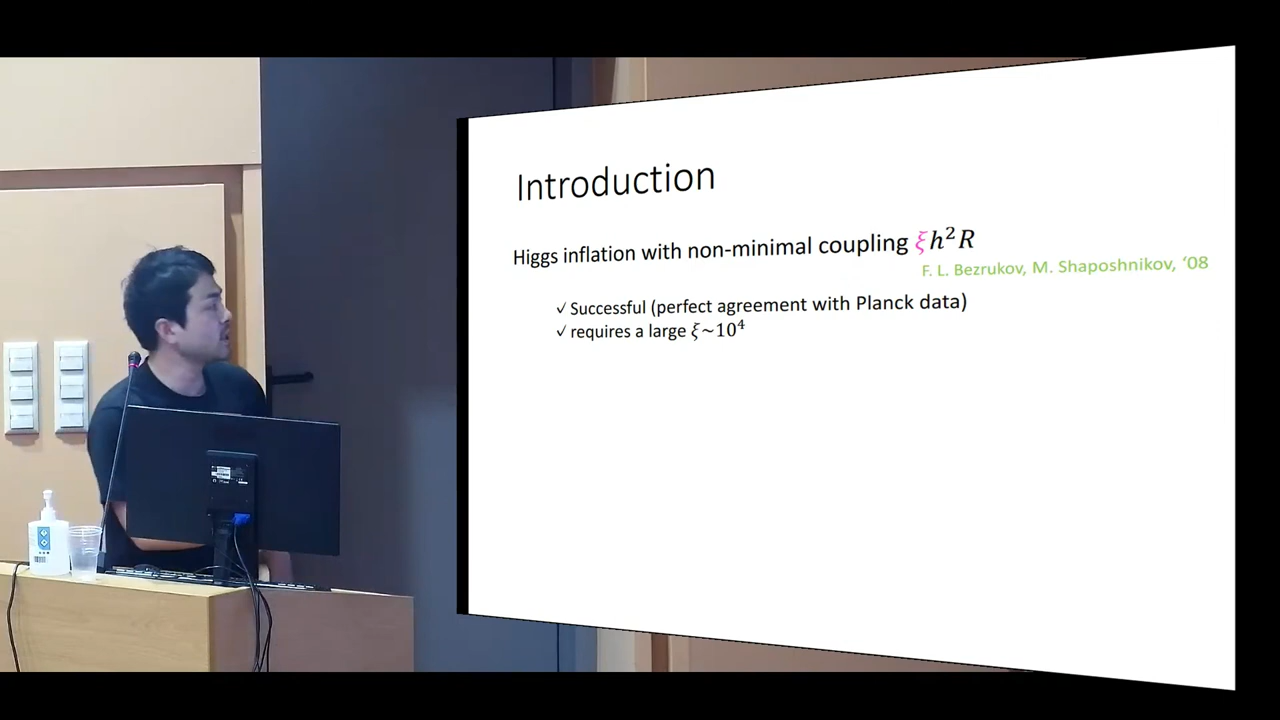 Introduction
Higgs inflation with non-minimal coupling ξh²R
F. L. Bezrukov, M. Shaposhnikov, ‘08
✓ Successful (perfect agreement with Planck data)
✓ requires a large ξ~10⁴